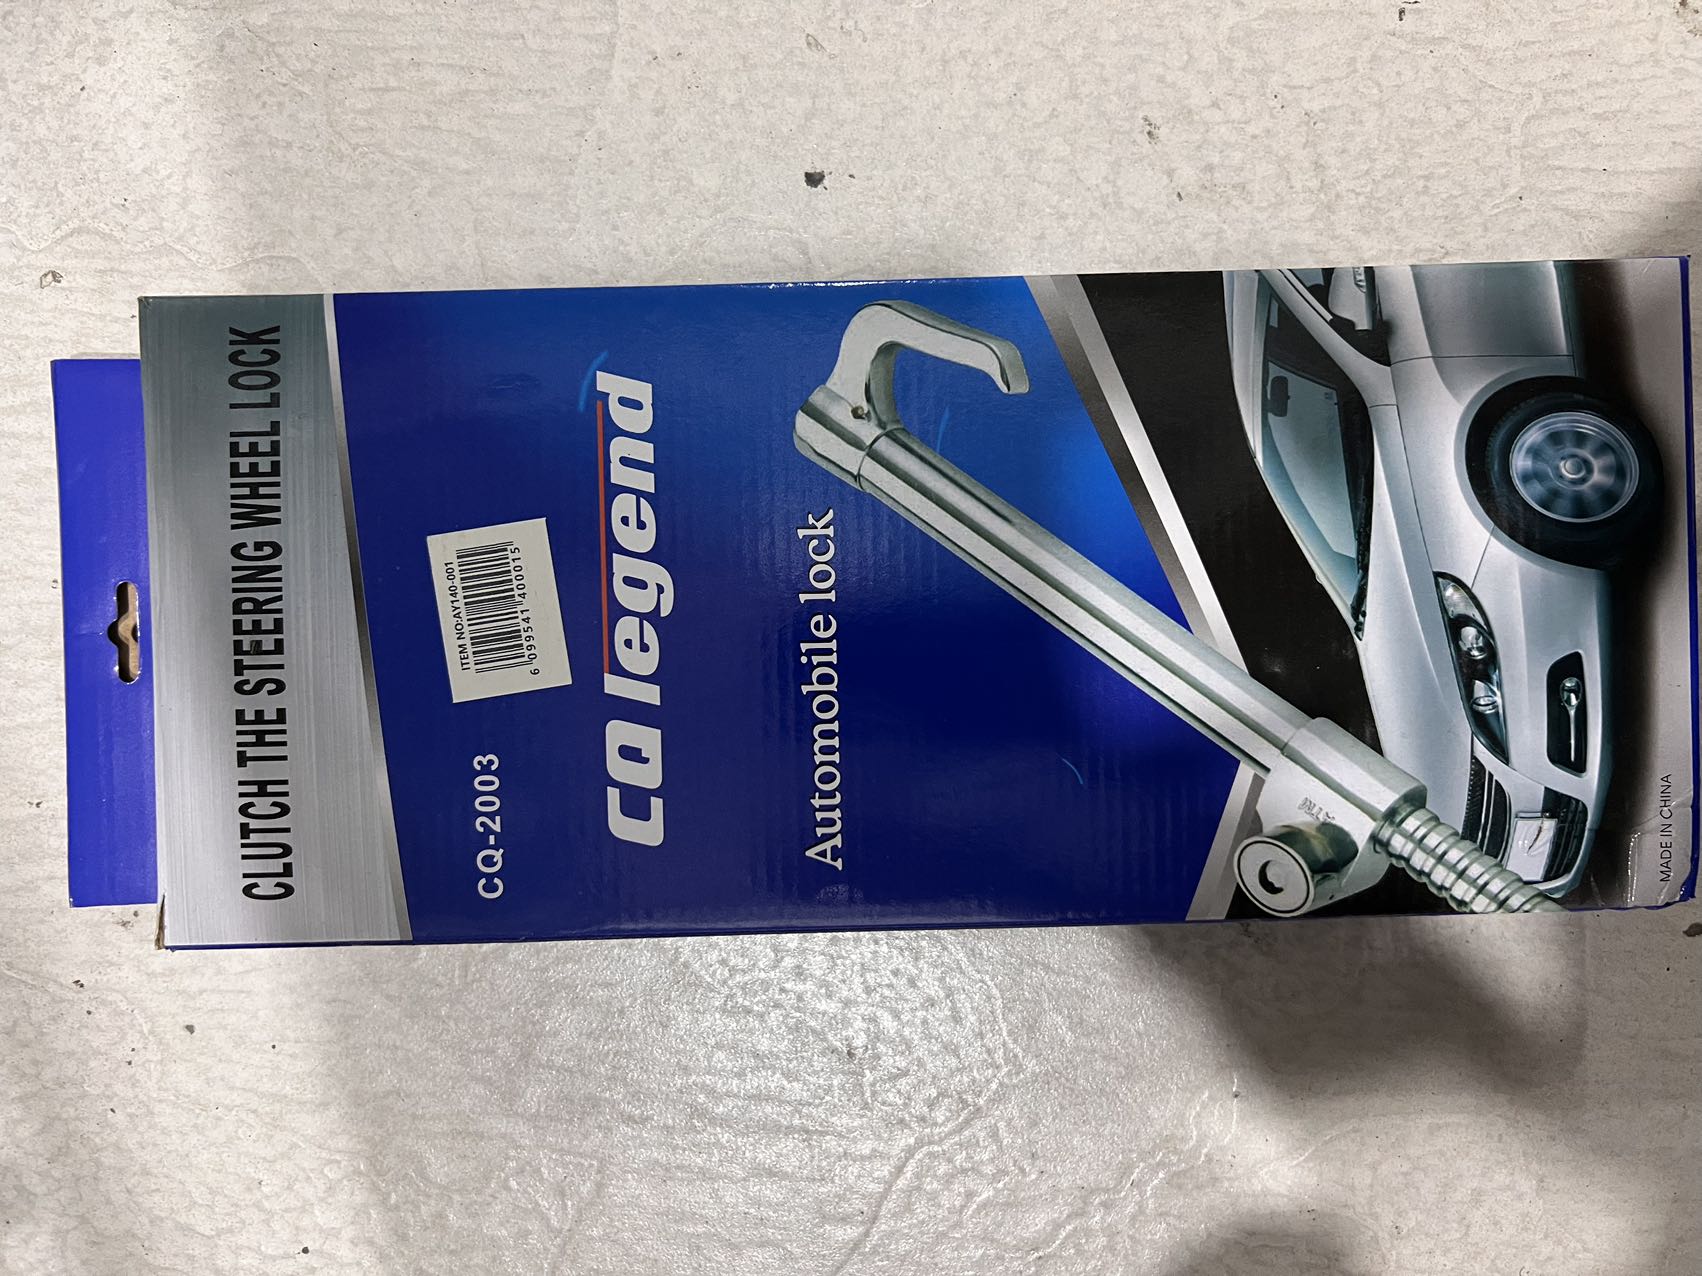 CLUTCH THE STEERING WHEEL LOCK
CQ-2003
ITEM NO:AY140-001
6 099541 400015
CQ legend
Automobile lock
MADE IN CHINA